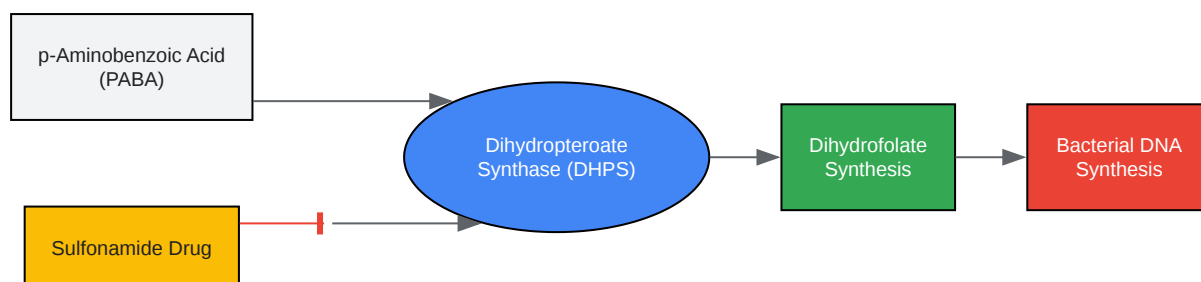 p-Aminobenzoic Acid
(PABA)
Sulfonamide Drug
Dihydropteroate
Synthase (DHPS)
Dihydrofolate
Synthesis
Bacterial DNA
Synthesis